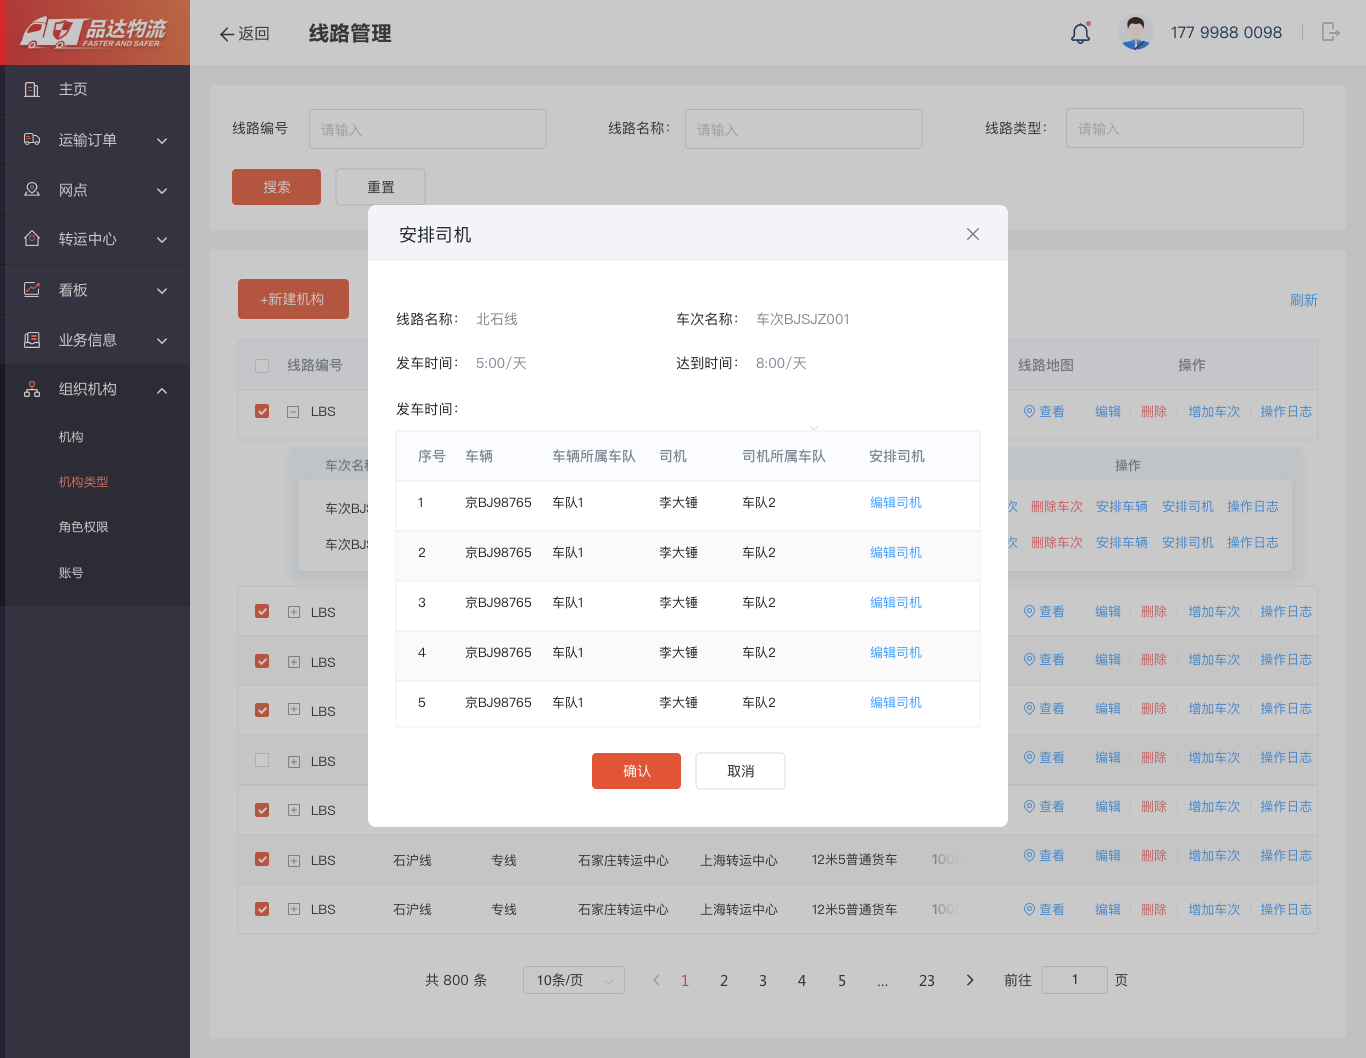 品达物流
FASTER AND SAFER
返回
线路管理
177 9988 0098
主页
运输订单
网点
转运中心
看板
业务信息
组织机构
机构
机构类型
角色权限
账号
线路编号 请输入 线路名称： 请输入 线路类型： 请输入
搜索 重置
+新建机构 刷新
线路编号 线路地图 操作
LBS 查看 编辑 删除 增加车次 操作日志
车次名称 操作
车次BJS 次 删除车次 安排车辆 安排司机 操作日志
车次BJS 次 删除车次 安排车辆 安排司机 操作日志
LBS 查看 编辑 删除 增加车次 操作日志
LBS 查看 编辑 删除 增加车次 操作日志
LBS 查看 编辑 删除 增加车次 操作日志
LBS 查看 编辑 删除 增加车次 操作日志
LBS 查看 编辑 删除 增加车次 操作日志
LBS 石沪线 专线 石家庄转运中心 上海转运中心 12米5普通货车 100 查看 编辑 删除 增加车次 操作日志
LBS 石沪线 专线 石家庄转运中心 上海转运中心 12米5普通货车 100 查看 编辑 删除 增加车次 操作日志
共 800 条 10条/页 1 2 3 4 5 ... 23 前往 1 页
安排司机
线路名称： 北石线 车次名称： 车次BJSJZ001
发车时间： 5:00/天 达到时间： 8:00/天
发车时间：
序号 车辆 车辆所属车队 司机 司机所属车队 安排司机
1 京BJ98765 车队1 李大锤 车队2 编辑司机
2 京BJ98765 车队1 李大锤 车队2 编辑司机
3 京BJ98765 车队1 李大锤 车队2 编辑司机
4 京BJ98765 车队1 李大锤 车队2 编辑司机
5 京BJ98765 车队1 李大锤 车队2 编辑司机
确认 取消